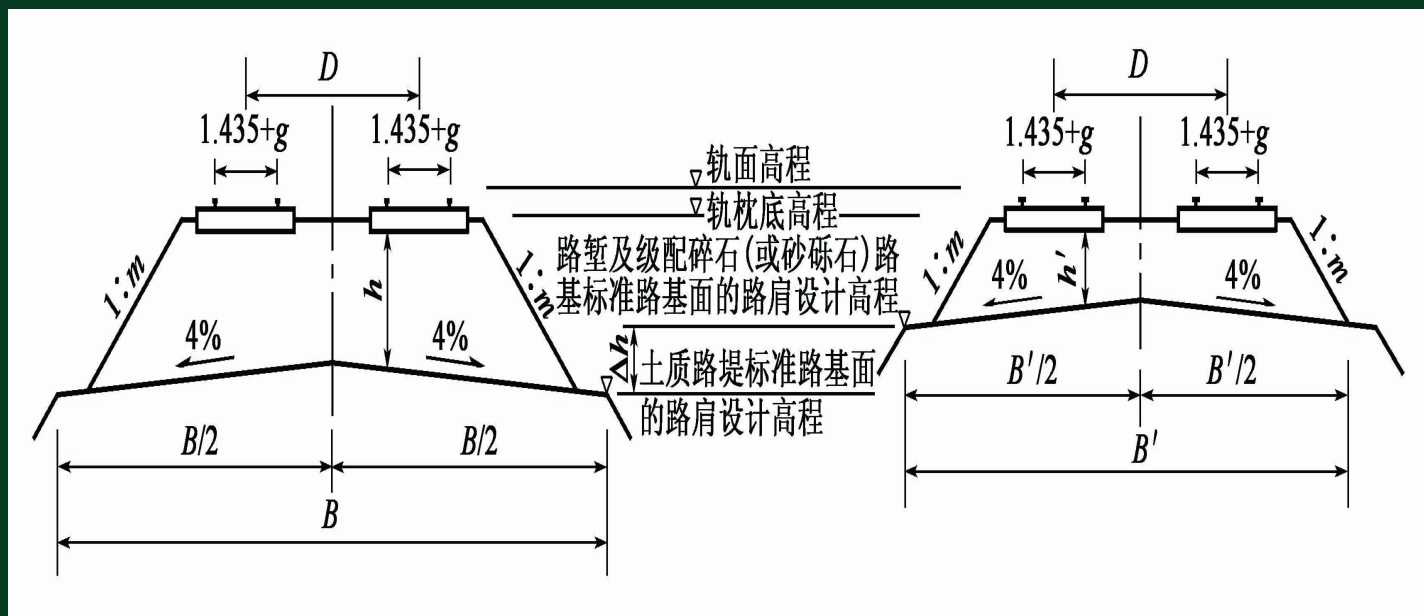 D
1.435+g
1.435+g
1:m
1:m
h
4%
4%
B/2
B/2
B
轨面高程
轨枕底高程
路堑及级配碎石(或砂砾石)路
基标准路基面的路肩设计高程
Δh
土质路堤标准路基面
的路肩设计高程
D
1.435+g
1.435+g
1:m
1:m
h'
4%
4%
B'/2
B'/2
B'